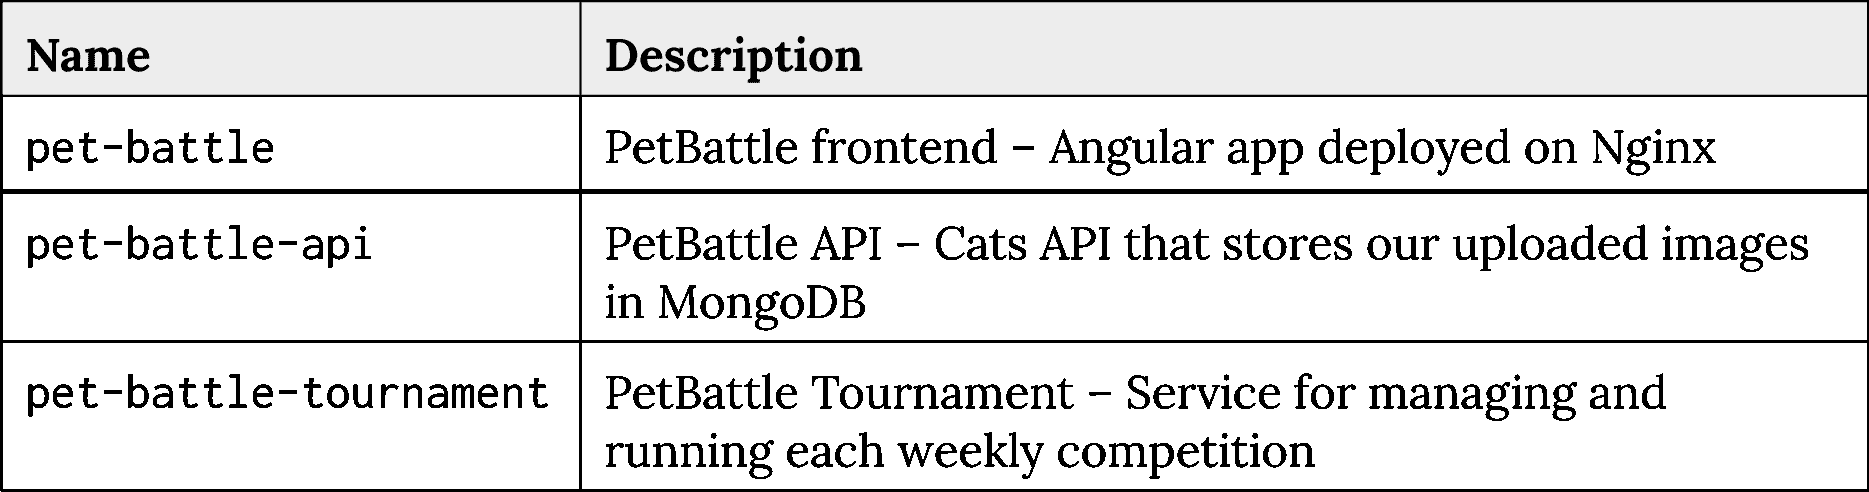 Name Description
pet-battle PetBattle frontend – Angular app deployed on Nginx
pet-battle-api PetBattle API – Cats API that stores our uploaded images
in MongoDB
pet-battle-tournament PetBattle Tournament – Service for managing and
running each weekly competition